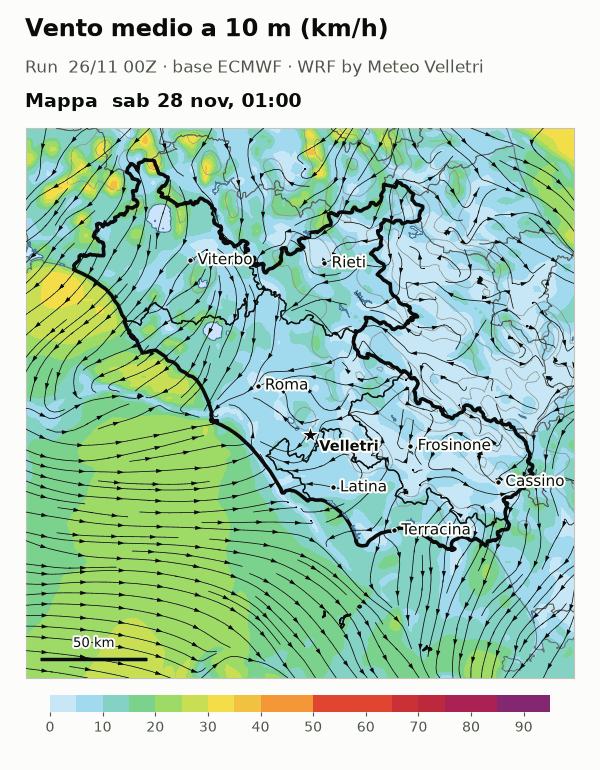 Vento medio a 10 m (km/h)
Run 26/11 00Z · base ECMWF · WRF by Meteo Velletri
Mappa sab 28 nov, 01:00
Viterbo
Rieti
Roma
Velletri
Frosinone
Latina
Cassino
Terracina
50 km
0 10 20 30 40 50 60 70 80 90